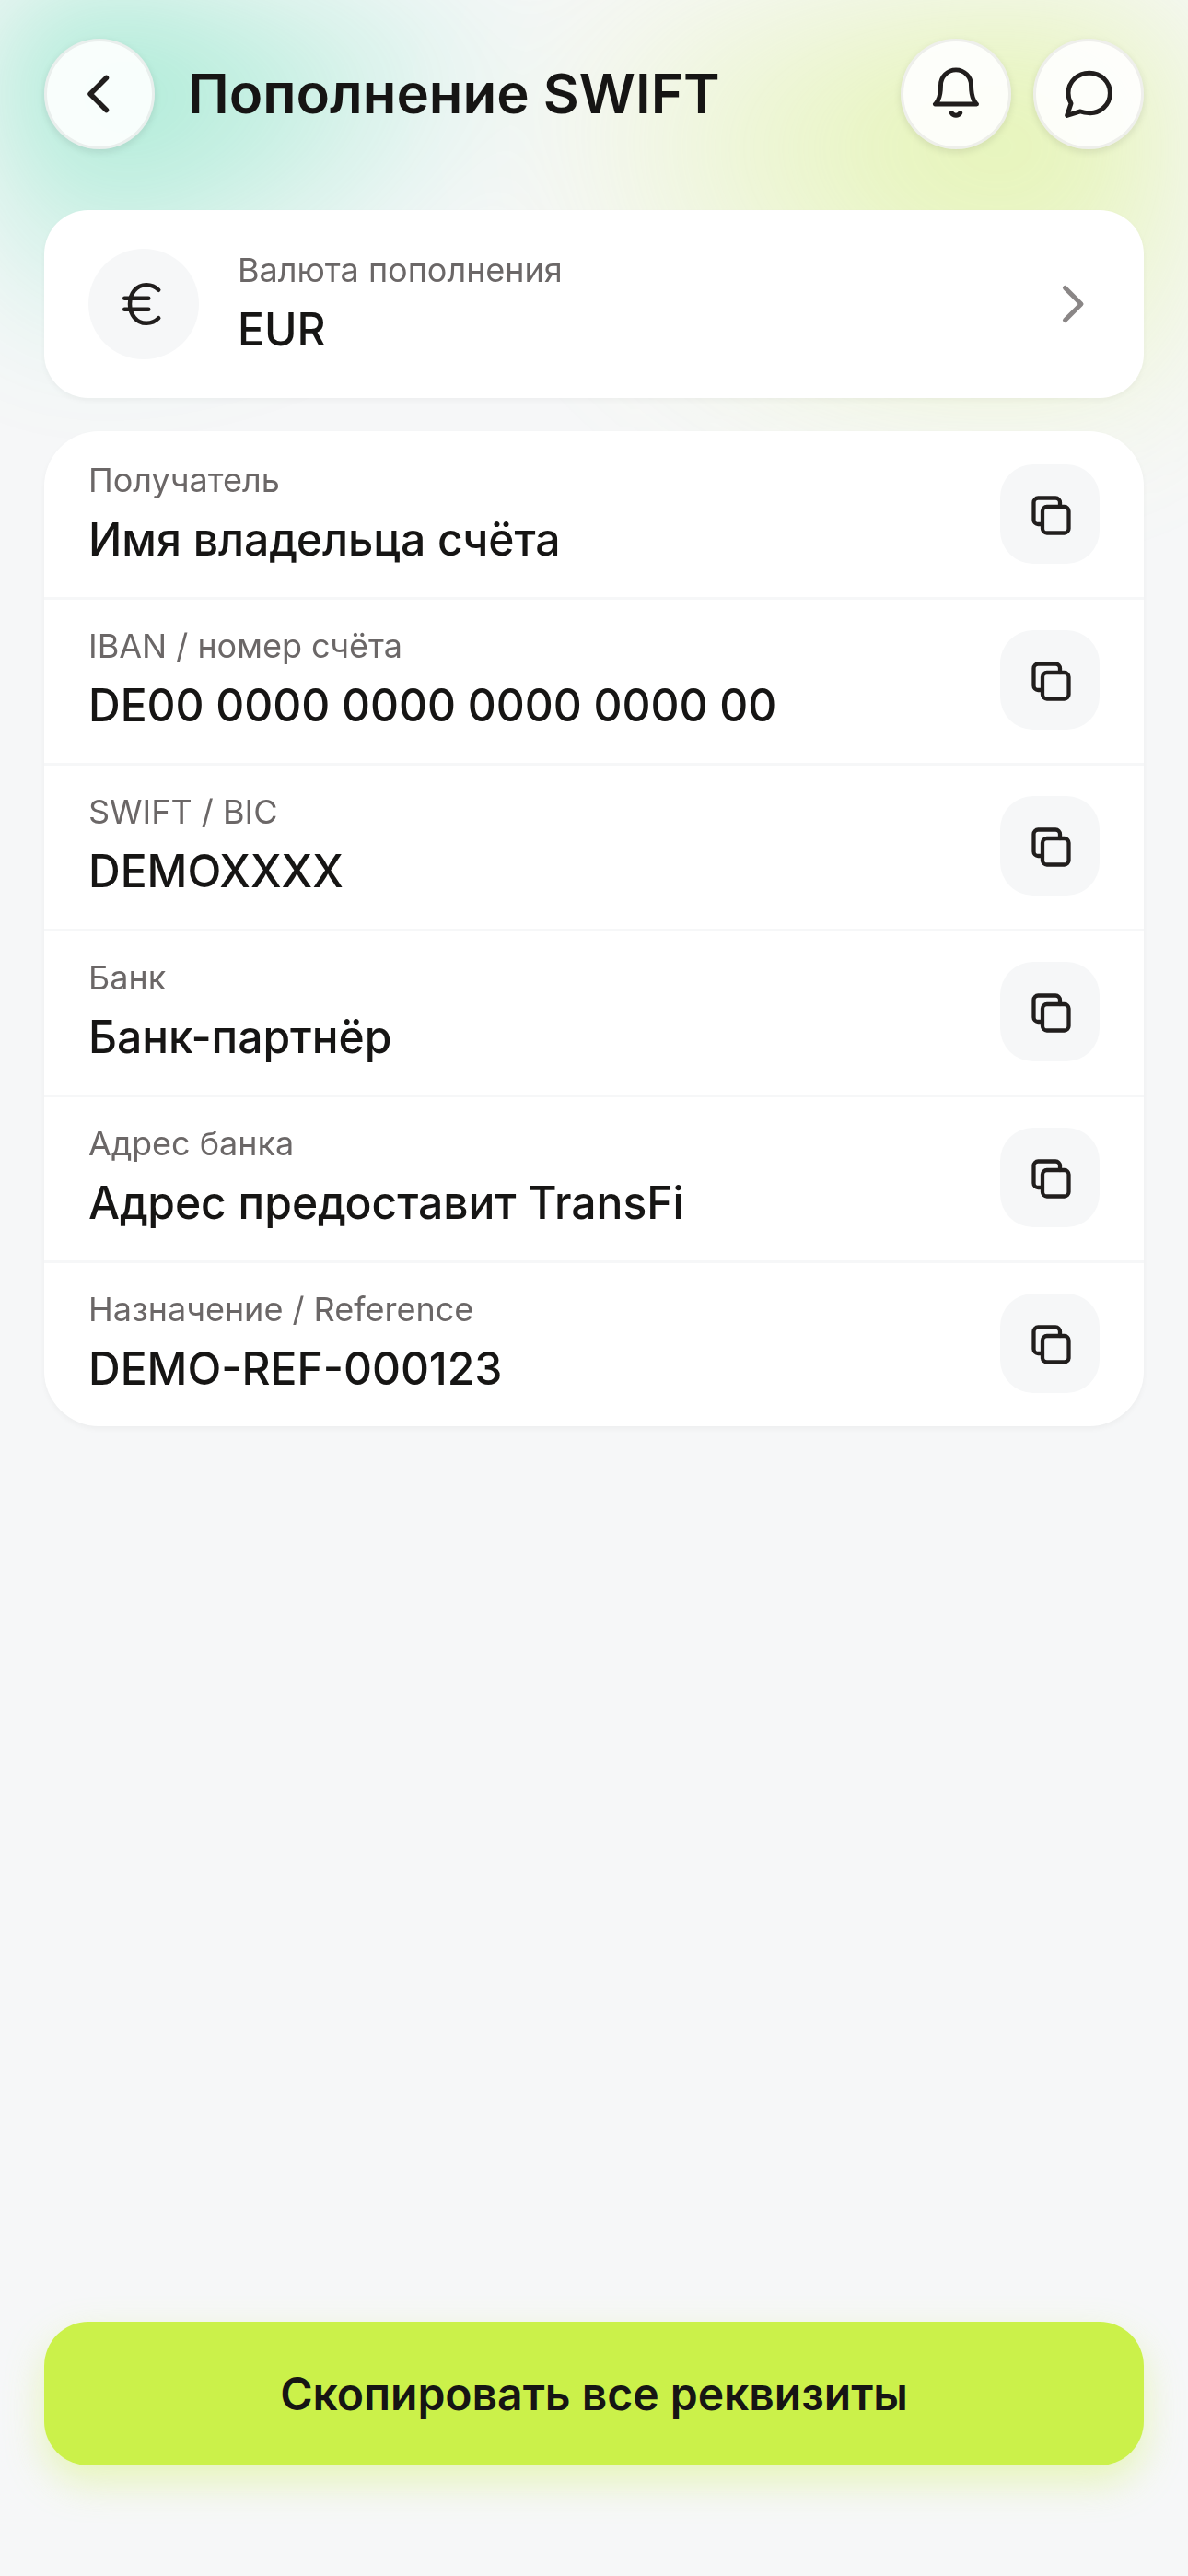 Пополнение SWIFT
€
Валюта пополнения
EUR
Получатель
Имя владельца счёта
IBAN / номер счёта
DE00 0000 0000 0000 0000 00
SWIFT / BIC
DEMOXXXX
Банк
Банк-партнёр
Адрес банка
Адрес предоставит TransFi
Назначение / Reference
DEMO-REF-000123
Скопировать все реквизиты